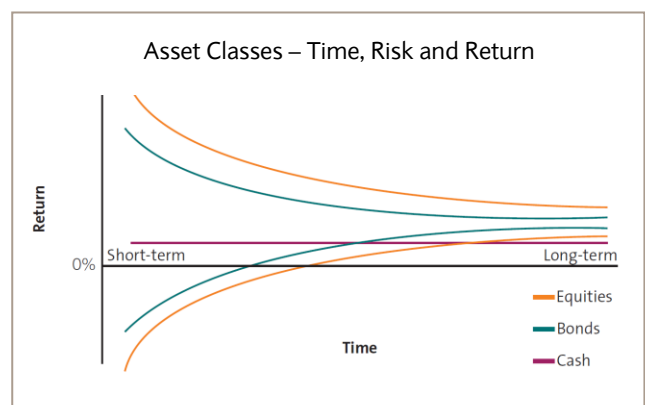 Asset Classes – Time, Risk and Return
Return
0%
Short-term
Long-term
Time
Equities
Bonds
Cash